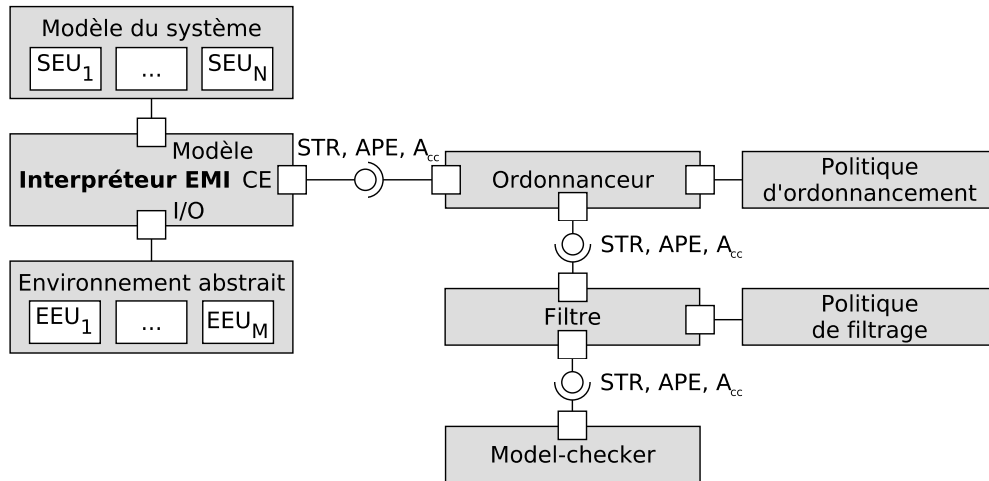 Modèle du système
SEU1 ... SEUN
Modèle
Interpréteur EMI CE
I/O
Environnement abstrait
EEU1 ... EEUM
STR, APE, Acc
Ordonnanceur
Politique
d'ordonnancement
STR, APE, Acc
Filtre
Politique
de filtrage
STR, APE, Acc
Model-checker